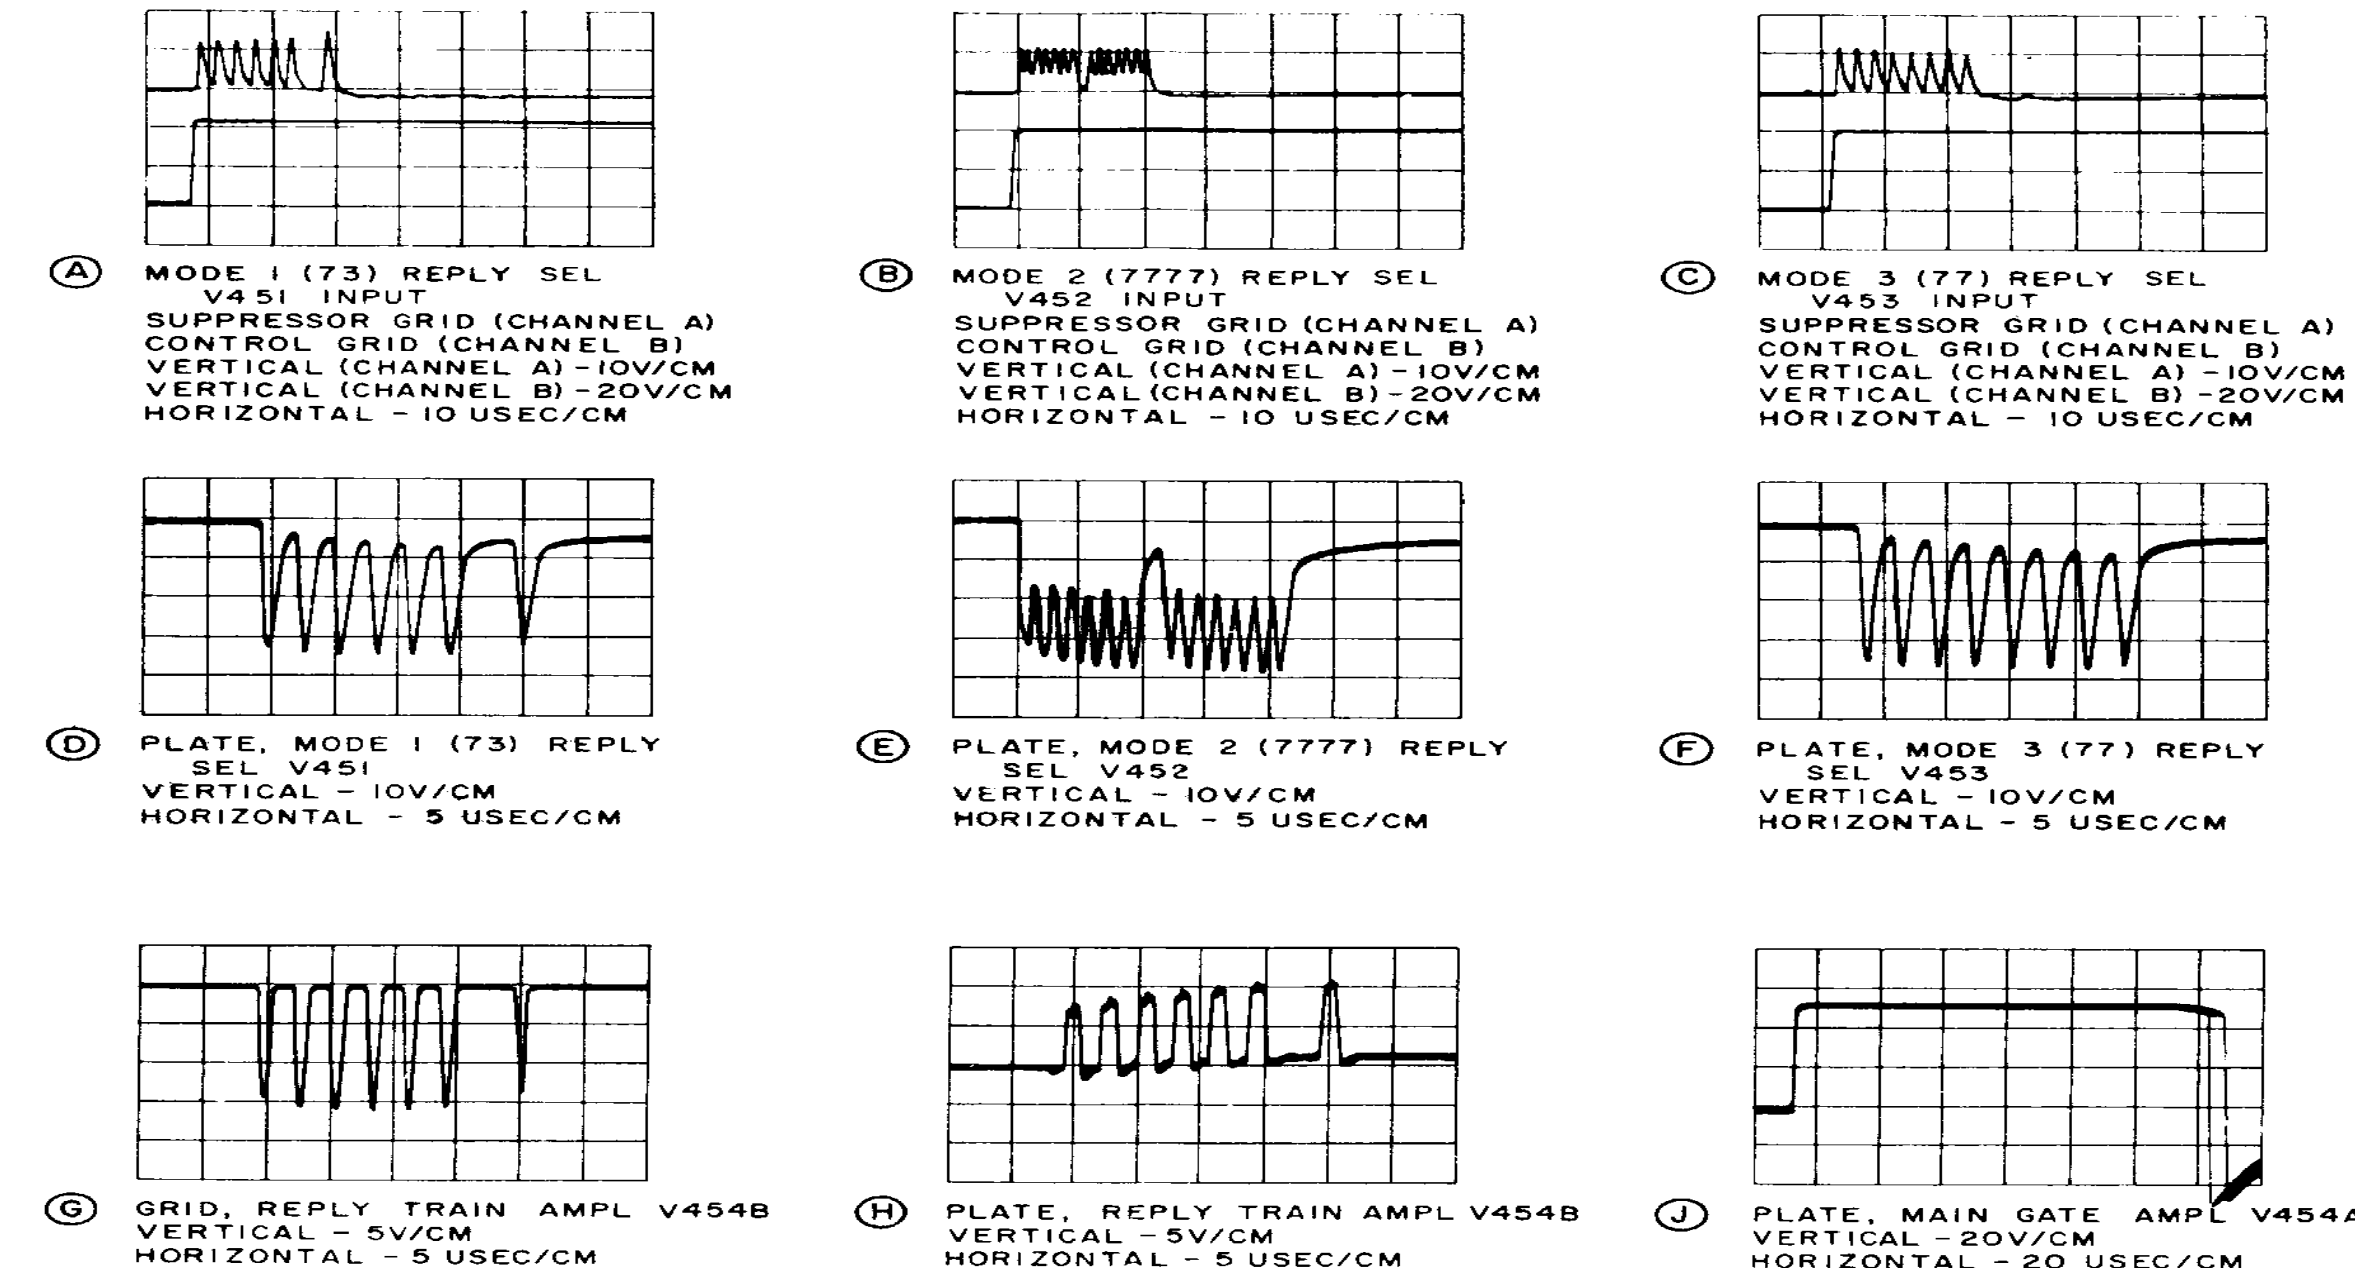 A MODE 1 (73) REPLY SEL
V451 INPUT
SUPPRESSOR GRID (CHANNEL A)
CONTROL GRID (CHANNEL B)
VERTICAL (CHANNEL A) - 10V/CM
VERTICAL (CHANNEL B) - 20V/CM
HORIZONTAL - 10 USEC/CM
B MODE 2 (7777) REPLY SEL
V452 INPUT
SUPPRESSOR GRID (CHANNEL A)
CONTROL GRID (CHANNEL B)
VERTICAL (CHANNEL A) - 10V/CM
VERTICAL (CHANNEL B) - 20V/CM
HORIZONTAL - 10 USEC/CM
C MODE 3 (77) REPLY SEL
V453 INPUT
SUPPRESSOR GRID (CHANNEL A)
CONTROL GRID (CHANNEL B)
VERTICAL (CHANNEL A) - 10V/CM
VERTICAL (CHANNEL B) - 20V/CM
HORIZONTAL - 10 USEC/CM
D PLATE, MODE 1 (73) REPLY
SEL V451
VERTICAL - 10V/CM
HORIZONTAL - 5 USEC/CM
E PLATE, MODE 2 (7777) REPLY
SEL V452
VERTICAL - 10V/CM
HORIZONTAL - 5 USEC/CM
F PLATE, MODE 3 (77) REPLY
SEL V453
VERTICAL - 10V/CM
HORIZONTAL - 5 USEC/CM
G GRID, REPLY TRAIN AMPL V454B
VERTICAL - 5V/CM
HORIZONTAL - 5 USEC/CM
H PLATE, REPLY TRAIN AMPL V454B
VERTICAL - 5V/CM
HORIZONTAL - 5 USEC/CM
J PLATE, MAIN GATE AMPL V454A
VERTICAL - 20V/CM
HORIZONTAL - 20 USEC/CM